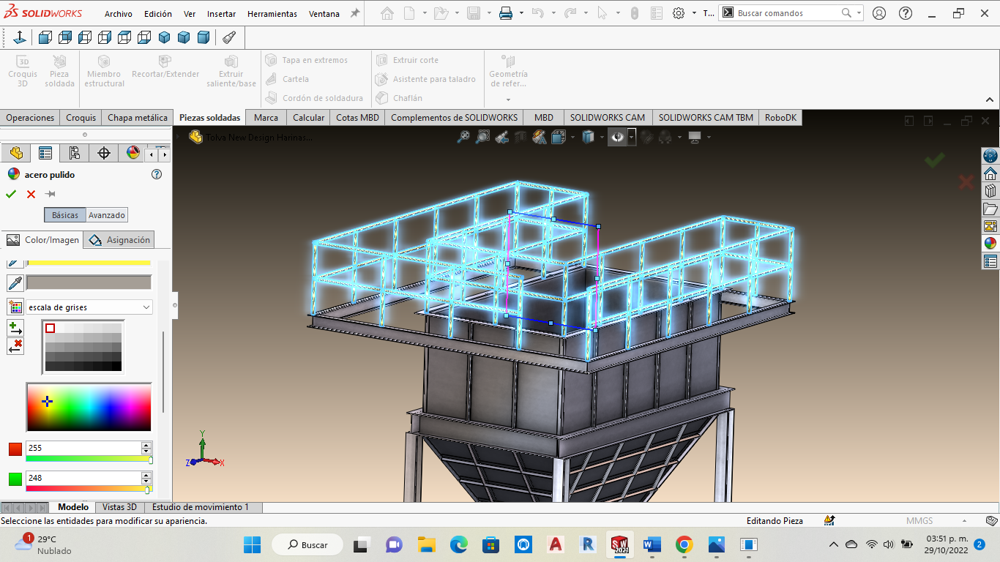 SOLIDWORKS Archivo Edición Ver Insertar Herramientas Ventana T... Buscar comandos
3D
Croquis 3D
Pieza soldada
Miembro estructural
Recortar/Extender
Extruir saliente/base
Tapa en extremos
Cartela
Cordón de soldadura
Extruir corte
Asistente para taladro
Chaflán
Geometría de refer...
Operaciones Croquis Chapa metálica Piezas soldadas Marca Calcular Cotas MBD Complementos de SOLIDWORKS MBD SOLIDWORKS CAM SOLIDWORKS CAM TBM RoboDK
Tolva New Design Hannas...
acero pulido
Básicas Avanzado
Color/Imagen Asignación
escala de grises
255
248
Y
Z X
Modelo Vistas 3D Estudio de movimiento 1
Seleccione las entidades para modificar su apariencia. Editando Pieza MMGS
1
29°C
Nublado
Buscar
A
R
SW
2021
W
03:51 p. m.
29/10/2022
2